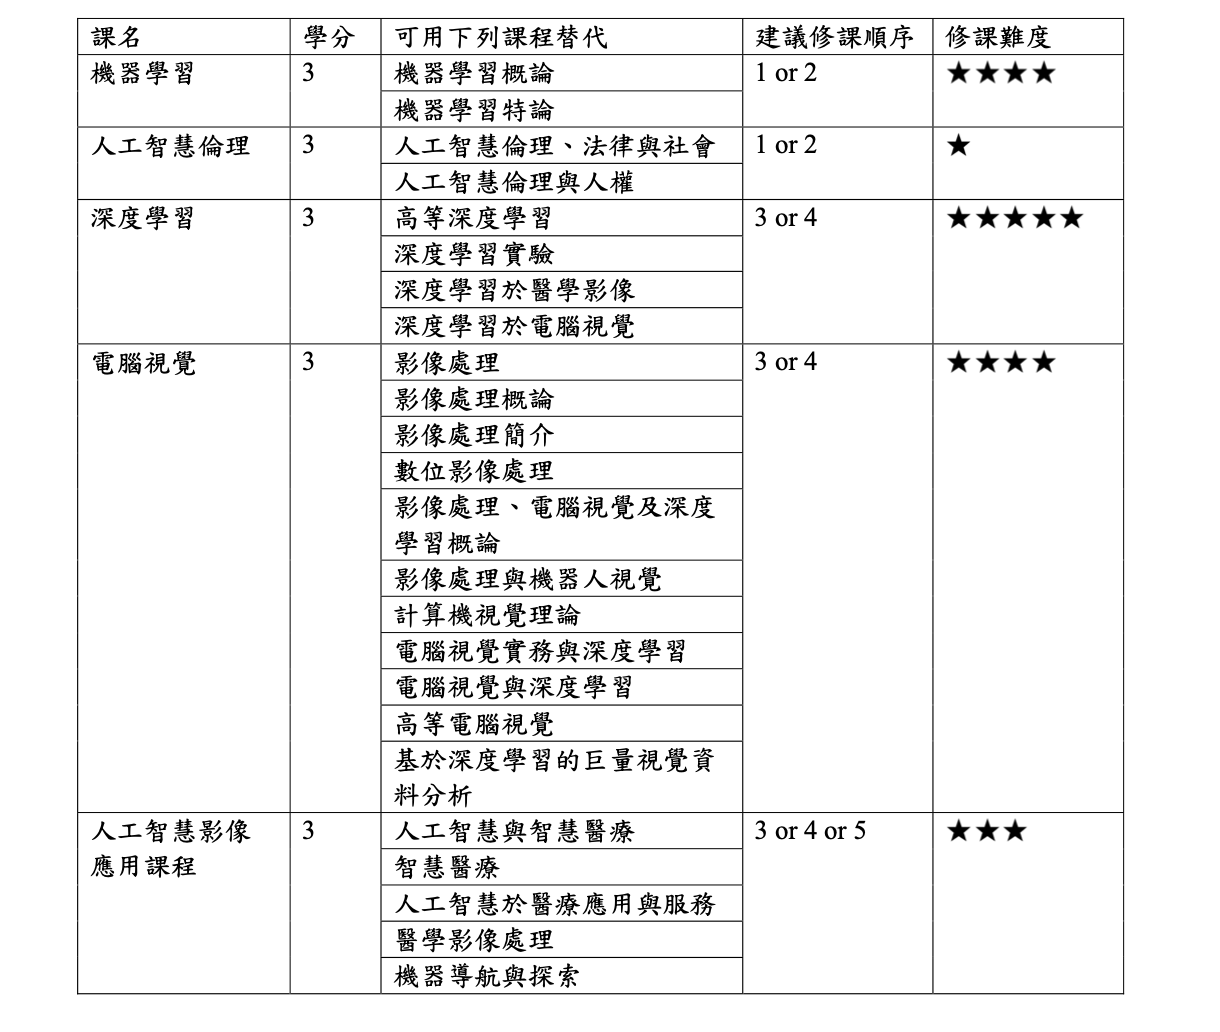 課名 學分 可用下列課程替代 建議修課順序 修課難度
機器學習 3 機器學習概論 1 or 2 ★★★★
機器學習特論
人工智慧倫理 3 人工智慧倫理、法律與社會 1 or 2 ★
人工智慧倫理與人權
深度學習 3 高等深度學習 3 or 4 ★★★★★
深度學習實驗
深度學習於醫學影像
深度學習於電腦視覺
電腦視覺 3 影像處理 3 or 4 ★★★★
影像處理概論
影像處理簡介
數位影像處理
影像處理、電腦視覺及深度
學習概論
影像處理與機器人視覺
計算機視覺理論
電腦視覺實務與深度學習
電腦視覺與深度學習
高等電腦視覺
基於深度學習的巨量視覺資
料分析
人工智慧影像 3 人工智慧與智慧醫療 3 or 4 or 5 ★★★
應用課程 智慧醫療
人工智慧於醫療應用與服務
醫學影像處理
機器導航與探索